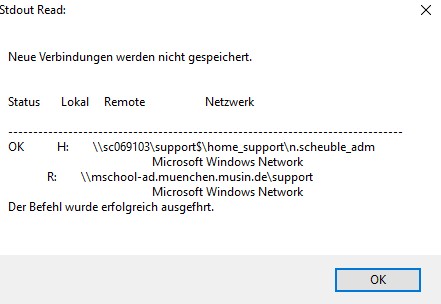 Stdout Read:
Neue Verbindungen werden nicht gespeichert.
Status Lokal Remote Netzwerk
-------------------------------------------------------------------------------
OK H: \\sc069103\support$\home_support\n.scheuble_adm
Microsoft Windows Network
R: \\mschool-ad.muenchen.musin.de\support
Microsoft Windows Network
Der Befehl wurde erfolgreich ausgefhrt.
OK